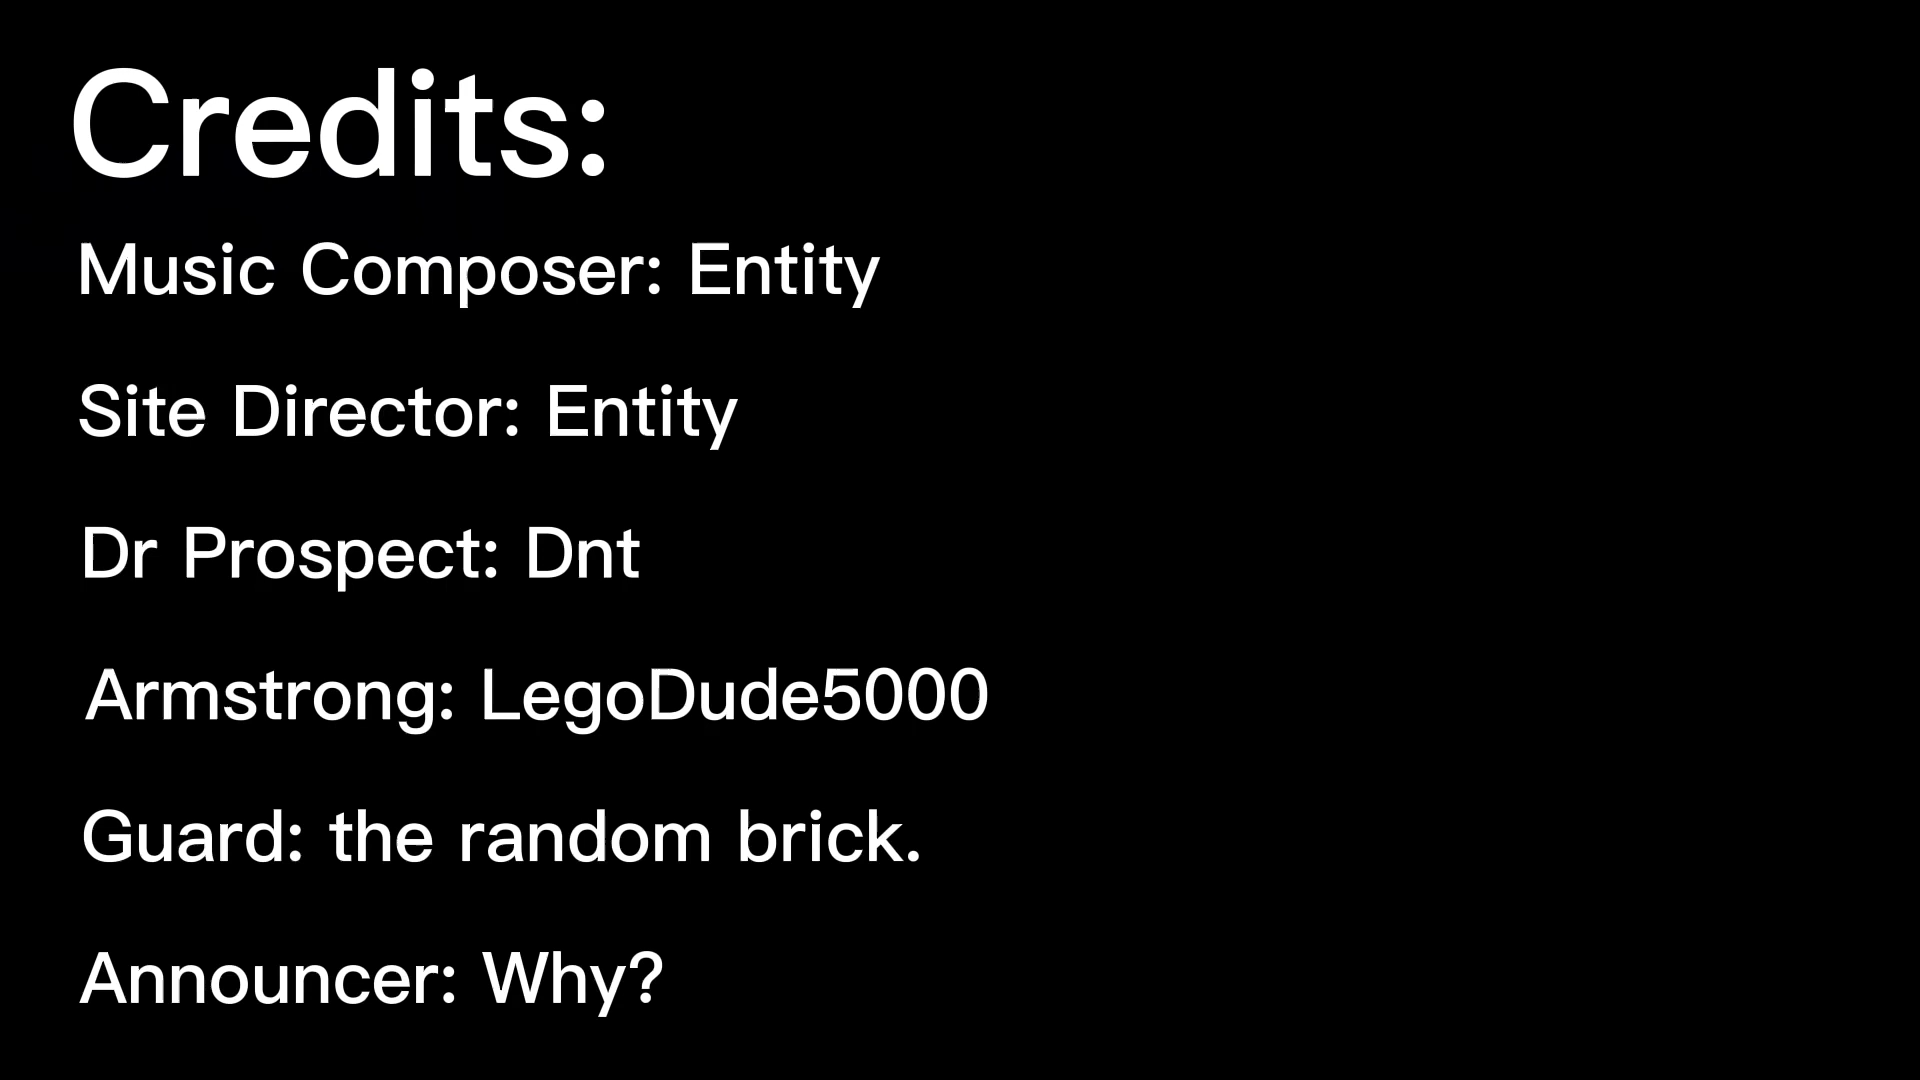 Credits:
Music Composer: Entity
Site Director: Entity
Dr Prospect: Dnt
Armstrong: LegoDude5000
Guard: the random brick.
Announcer: Why?